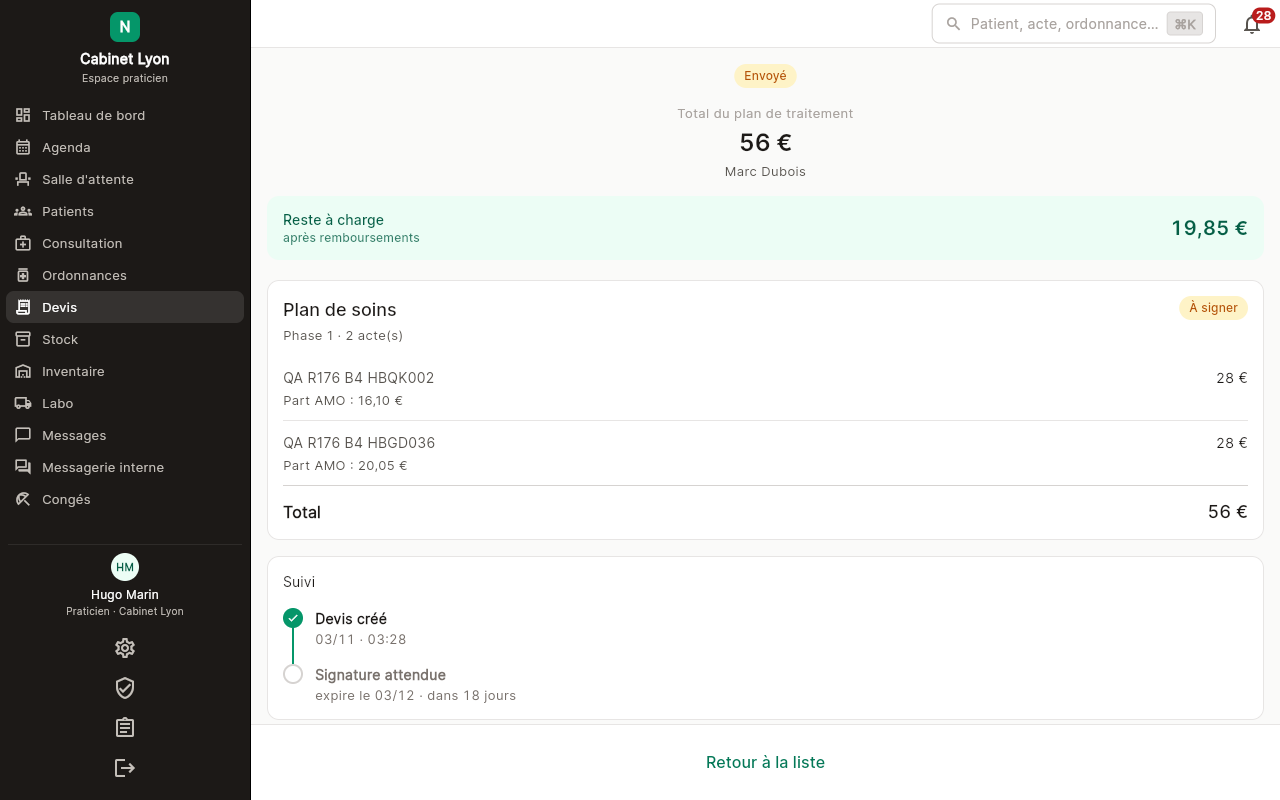 N
Cabinet Lyon
Espace praticien
Tableau de bord
Agenda
Salle d'attente
Patients
Consultation
Ordonnances
Devis
Stock
Inventaire
Labo
Messages
Messagerie interne
Congés
HM
Hugo Marin
Praticien · Cabinet Lyon
Patient, acte, ordonnance... ⌘K
28
Envoyé
Total du plan de traitement
56 €
Marc Dubois
Reste à charge
après remboursements
19,85 €
Plan de soins
À signer
Phase 1 · 2 acte(s)
QA R176 B4 HBQK002 28 €
Part AMO : 16,10 €
QA R176 B4 HBGD036 28 €
Part AMO : 20,05 €
Total 56 €
Suivi
Devis créé
03/11 · 03:28
Signature attendue
expire le 03/12 · dans 18 jours
Retour à la liste